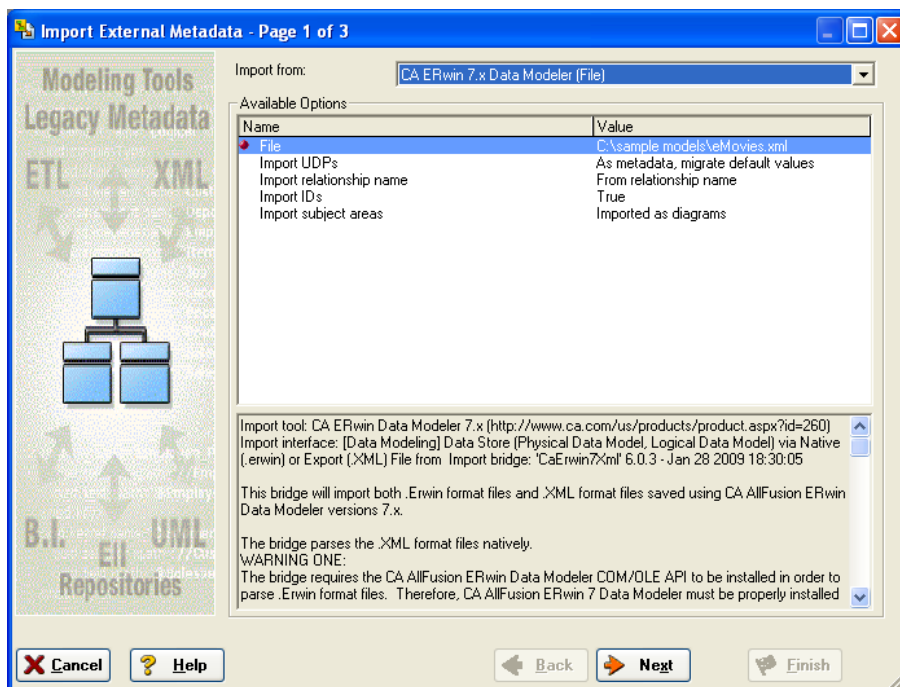 Import External Metadata - Page 1 of 3
Modeling Tools
Legacy Metadata
ETL XML
B.I. EII UML
Repositories
Import from: CA ERwin 7.x Data Modeler (File)
Available Options
Name Value
File C:\sample models\eMovies.xml
Import UDPs As metadata, migrate default values
Import relationship name From relationship name
Import IDs True
Import subject areas Imported as diagrams
Import tool: CA ERwin Data Modeler 7.x (http://www.ca.com/us/products/product.aspx?id=260)
Import interface: [Data Modeling] Data Store (Physical Data Model, Logical Data Model) via Native
(.erwin) or Export (.XML) File from  Import bridge: 'CaErwin7Xml' 6.0.3 - Jan 28 2009 18:30:05
This bridge will import both .Erwin format files and .XML format files saved using CA AllFusion ERwin
Data Modeler versions 7.x.
The bridge parses the .XML format files natively.
WARNING ONE:
The bridge requires the CA AllFusion ERwin Data Modeler COM/OLE API to be installed in order to
parse .Erwin format files.  Therefore, CA AllFusion ERwin 7 Data Modeler must be properly installed
Cancel Help Back Next Finish